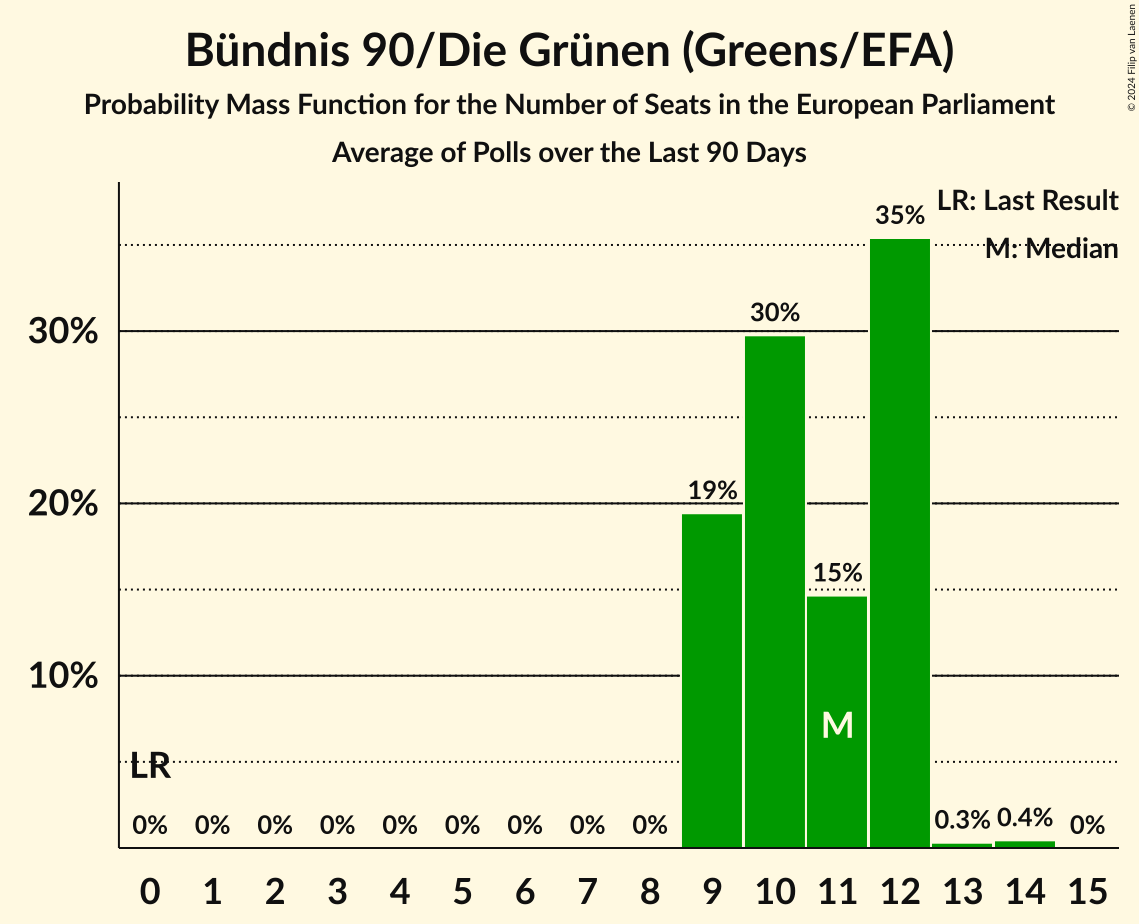 Bündnis 90/Die Grünen (Greens/EFA)
Probability Mass Function for the Number of Seats in the European Parliament
Average of Polls over the Last 90 Days
© 2024 Filip van Laenen
LR: Last Result
M: Median
35%
30%
30%
19%
20%
15%
10%
M
LR
0% 0% 0% 0% 0% 0% 0% 0% 0% 0.3% 0.4% 0%
0 1 2 3 4 5 6 7 8 9 10 11 12 13 14 15